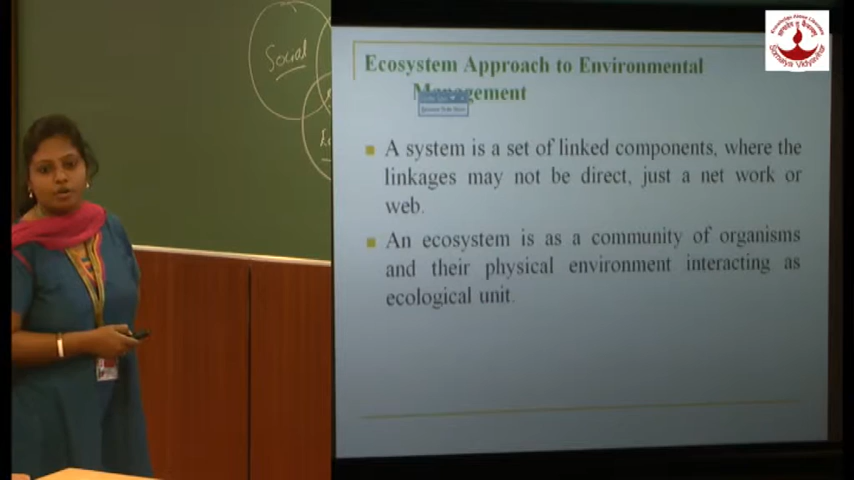 Social
Ecosystem Approach to Environmental
Management
A system is a set of linked components, where the
linkages may not be direct, just a net work or
web.
An ecosystem is as a community of organisms
and their physical environment interacting as
ecological unit.
Somaiya Vidyavihar